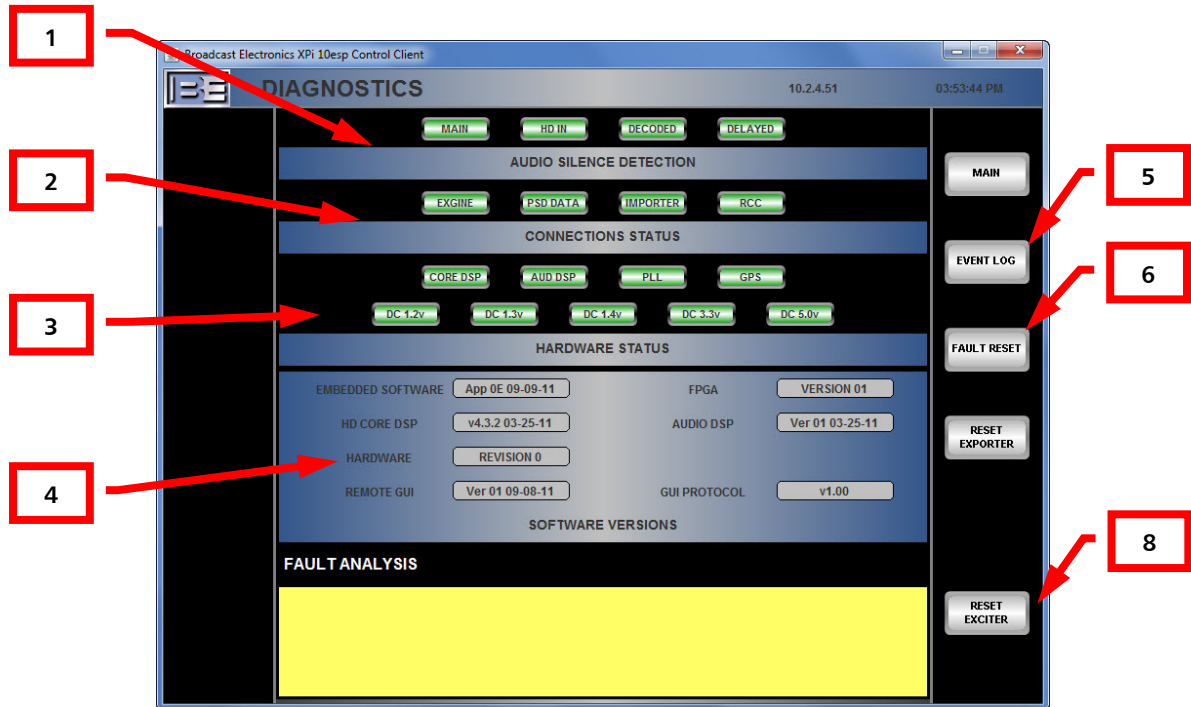 1
Broadcast Electronics XPi 10esp Control Client
BE DIAGNOSTICS 10.2.4.51 03:53:44 PM
MAIN HD IN DECODED DELAYED
AUDIO SILENCE DETECTION
MAIN
2
5
EXGINE PSD DATA IMPORTER RCC
CONNECTIONS STATUS
EVENT LOG
6
CORE DSP AUD DSP PLL GPS
3
DC 1.2v DC 1.3v DC 1.4v DC 3.3v DC 5.0v
HARDWARE STATUS
FAULT RESET
EMBEDDED SOFTWARE App 0E 09-09-11 FPGA VERSION 01
HD CORE DSP v4.3.2 03-25-11 AUDIO DSP Ver 01 03-25-11
RESET
EXPORTER
HARDWARE REVISION 0
4
REMOTE GUI Ver 01 09-08-11 GUI PROTOCOL v1.00
SOFTWARE VERSIONS
8
FAULT ANALYSIS
RESET
EXCITER